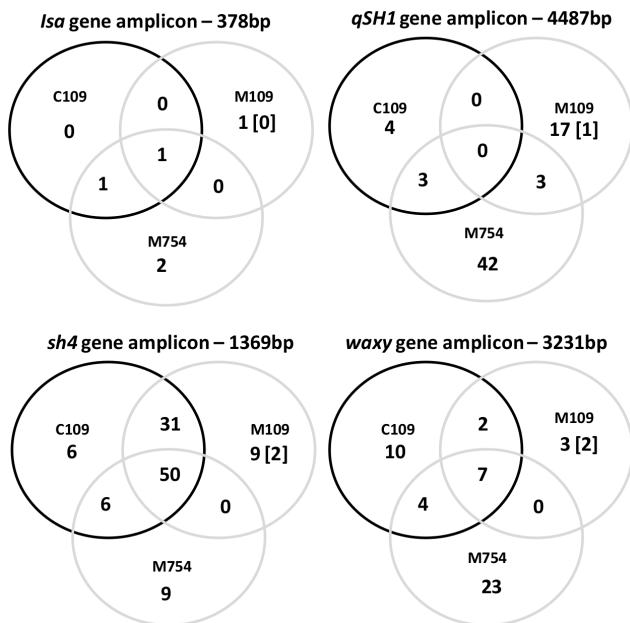 Isa gene amplicon – 378bp
C109
0
0
M109
1 [0]
1
1
0
M754
2
qSH1 gene amplicon – 4487bp
C109
4
0
M109
17 [1]
0
3
3
M754
42
sh4 gene amplicon – 1369bp
C109
6
31
M109
9 [2]
50
6
0
M754
9
waxy gene amplicon – 3231bp
C109
10
2
M109
3 [2]
7
4
0
M754
23